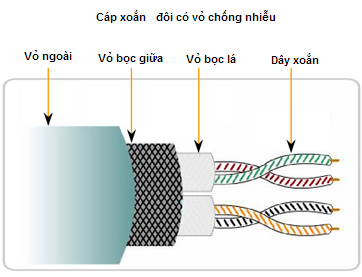 Cáp xoắn đôi có vỏ chống nhiễu
Vỏ ngoài Vỏ bọc giữa Vỏ bọc lá Dây xoắn